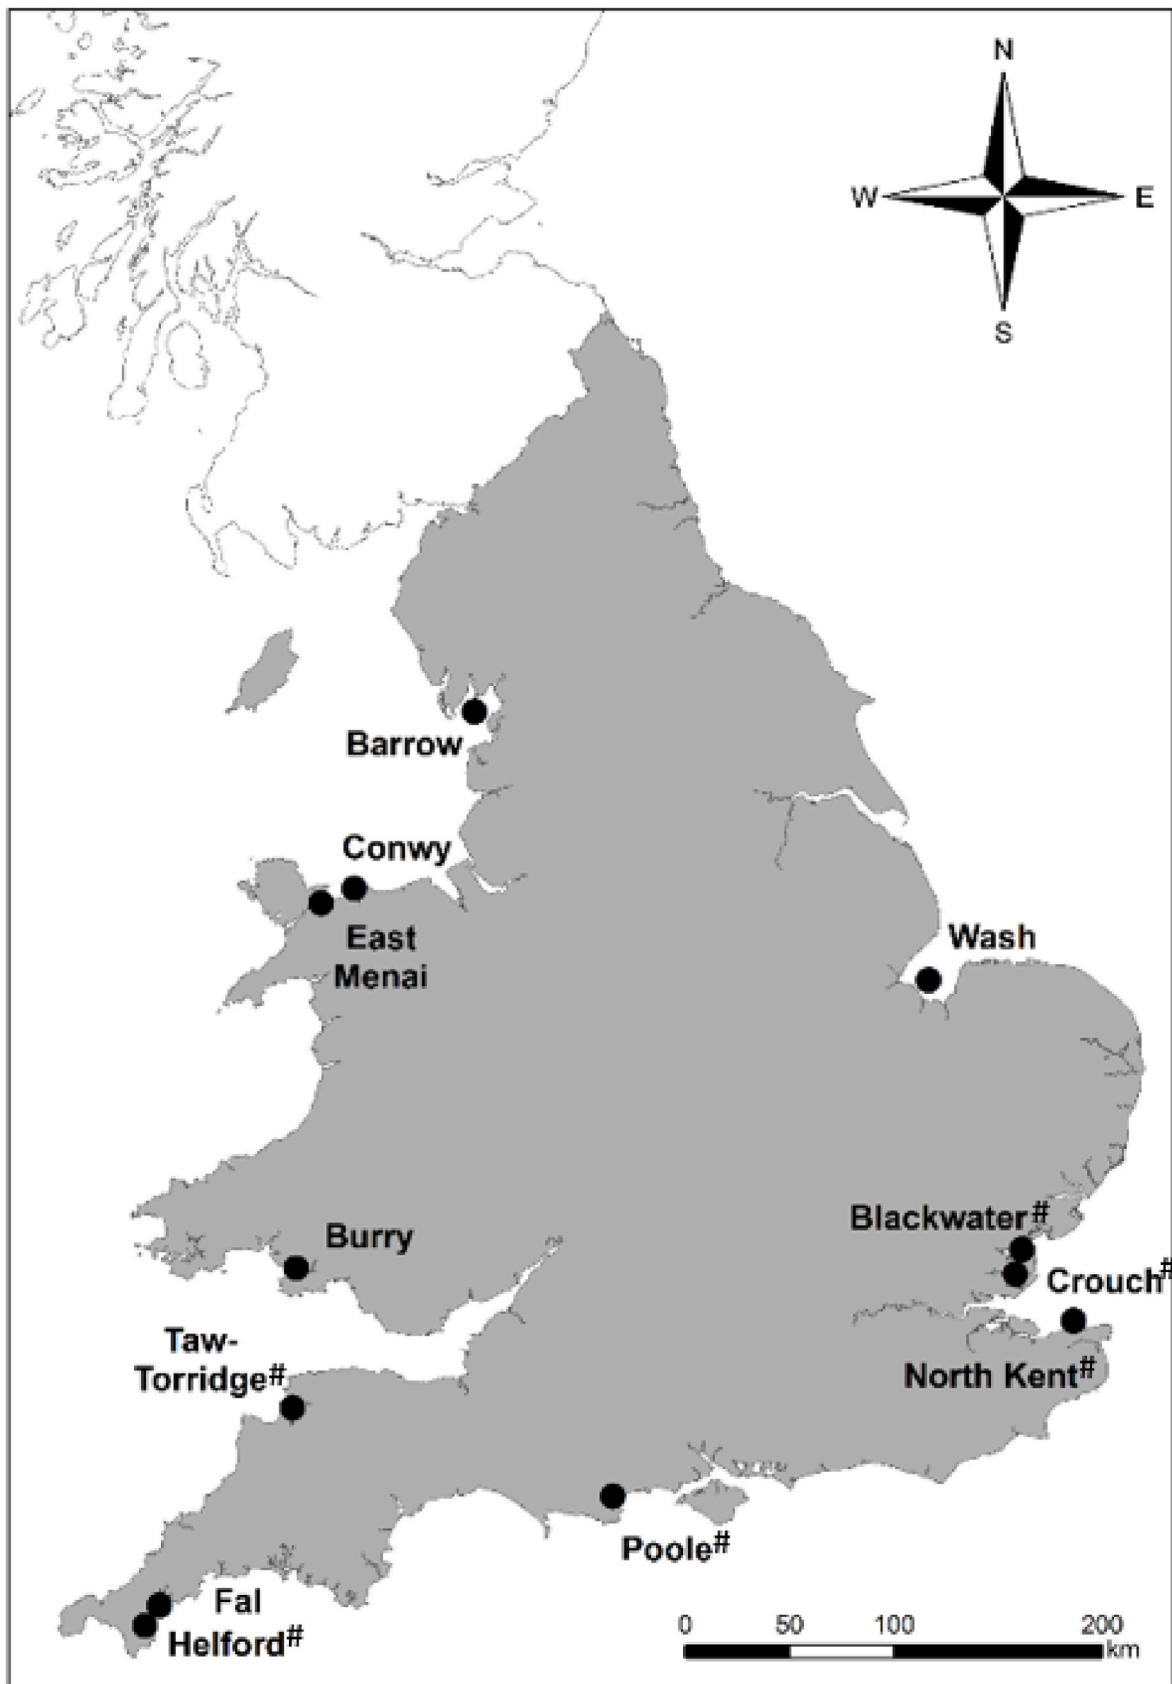 N
W E
S
Barrow
Conwy
East
Menai
Wash
Burry
Blackwater#
Crouch#
Taw-
Torridge#
North Kent#
Poole#
Fal
Helford#
0 50 100 200
km